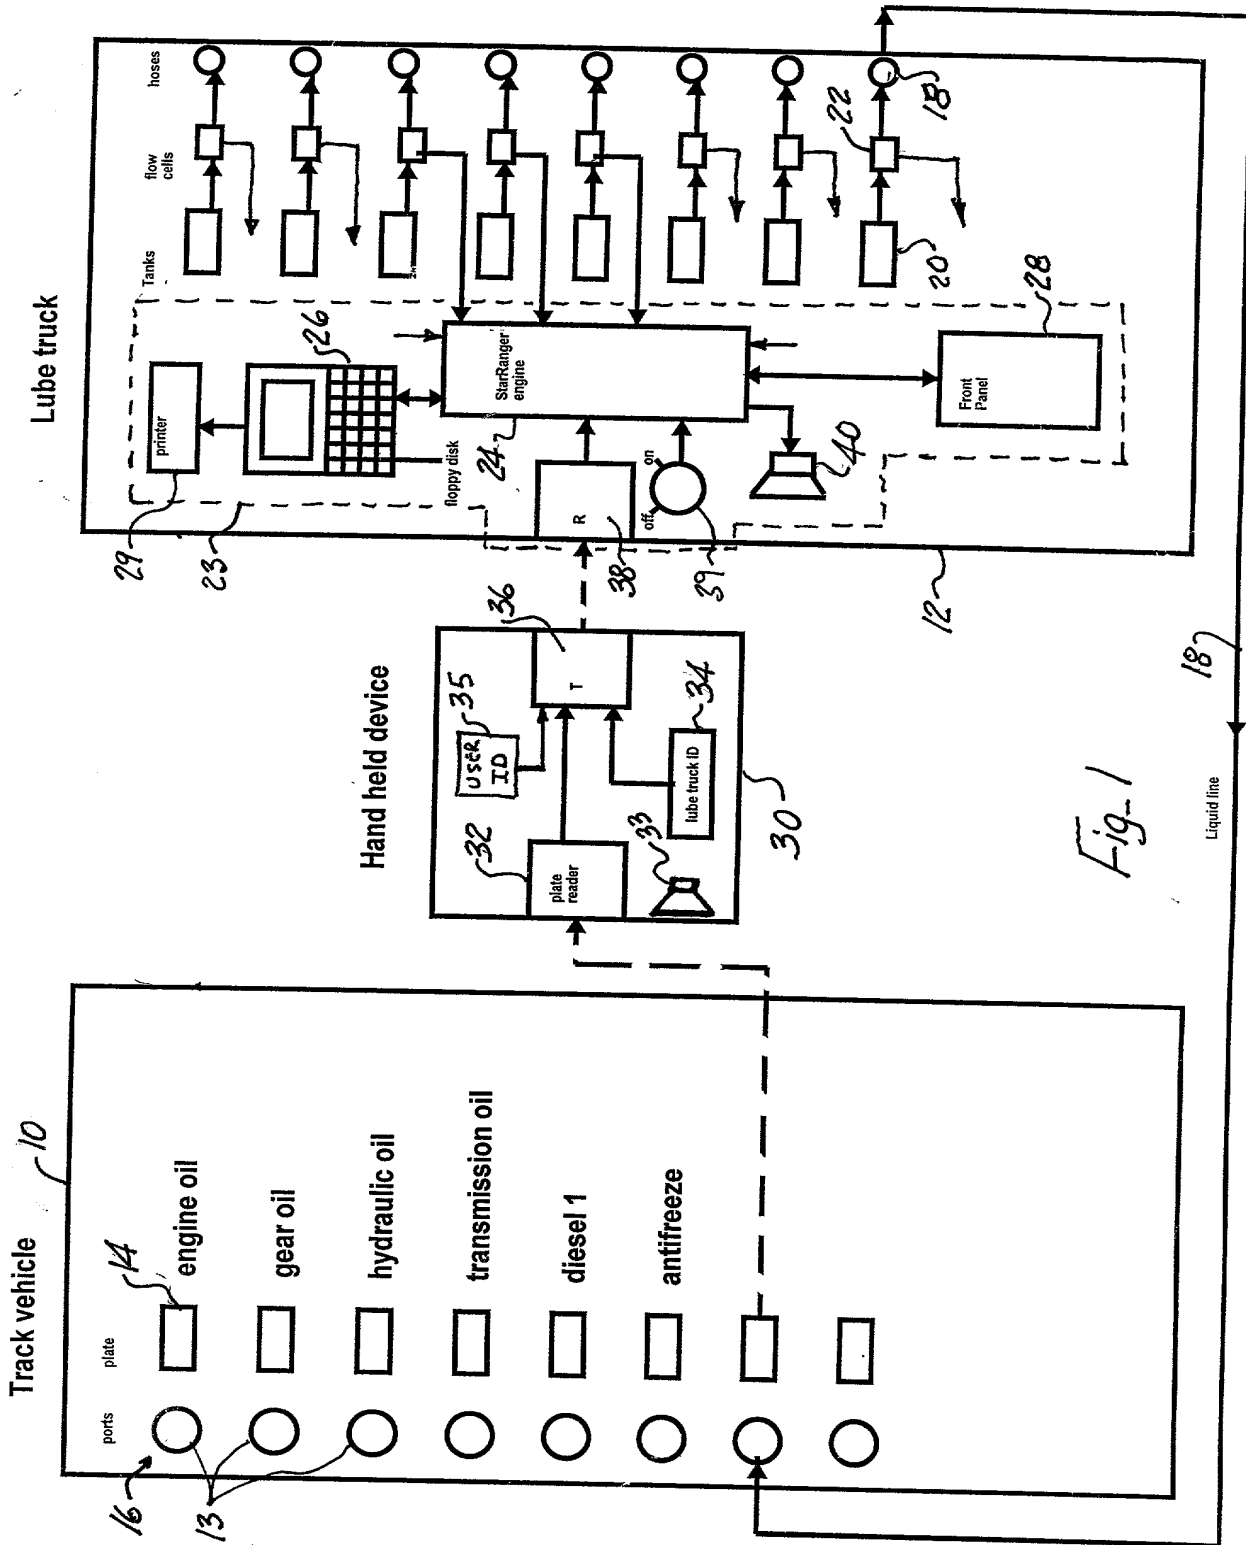 Track vehicle
10
ports
plate
16
13
14
engine oil
gear oil
hydraulic oil
transmission oil
diesel 1
antifreeze
Hand held device
32
plate
reader
33
USER
ID
35
T
36
lube truck ID
34
30
Lube truck
29
printer
23
26
floppy disk
24
StarRanger
engine
R
38
off
on
39
40
Front
Panel
28
12
Tanks
flow
cells
hoses
20
22
18
Liquid line
18
Fig-1